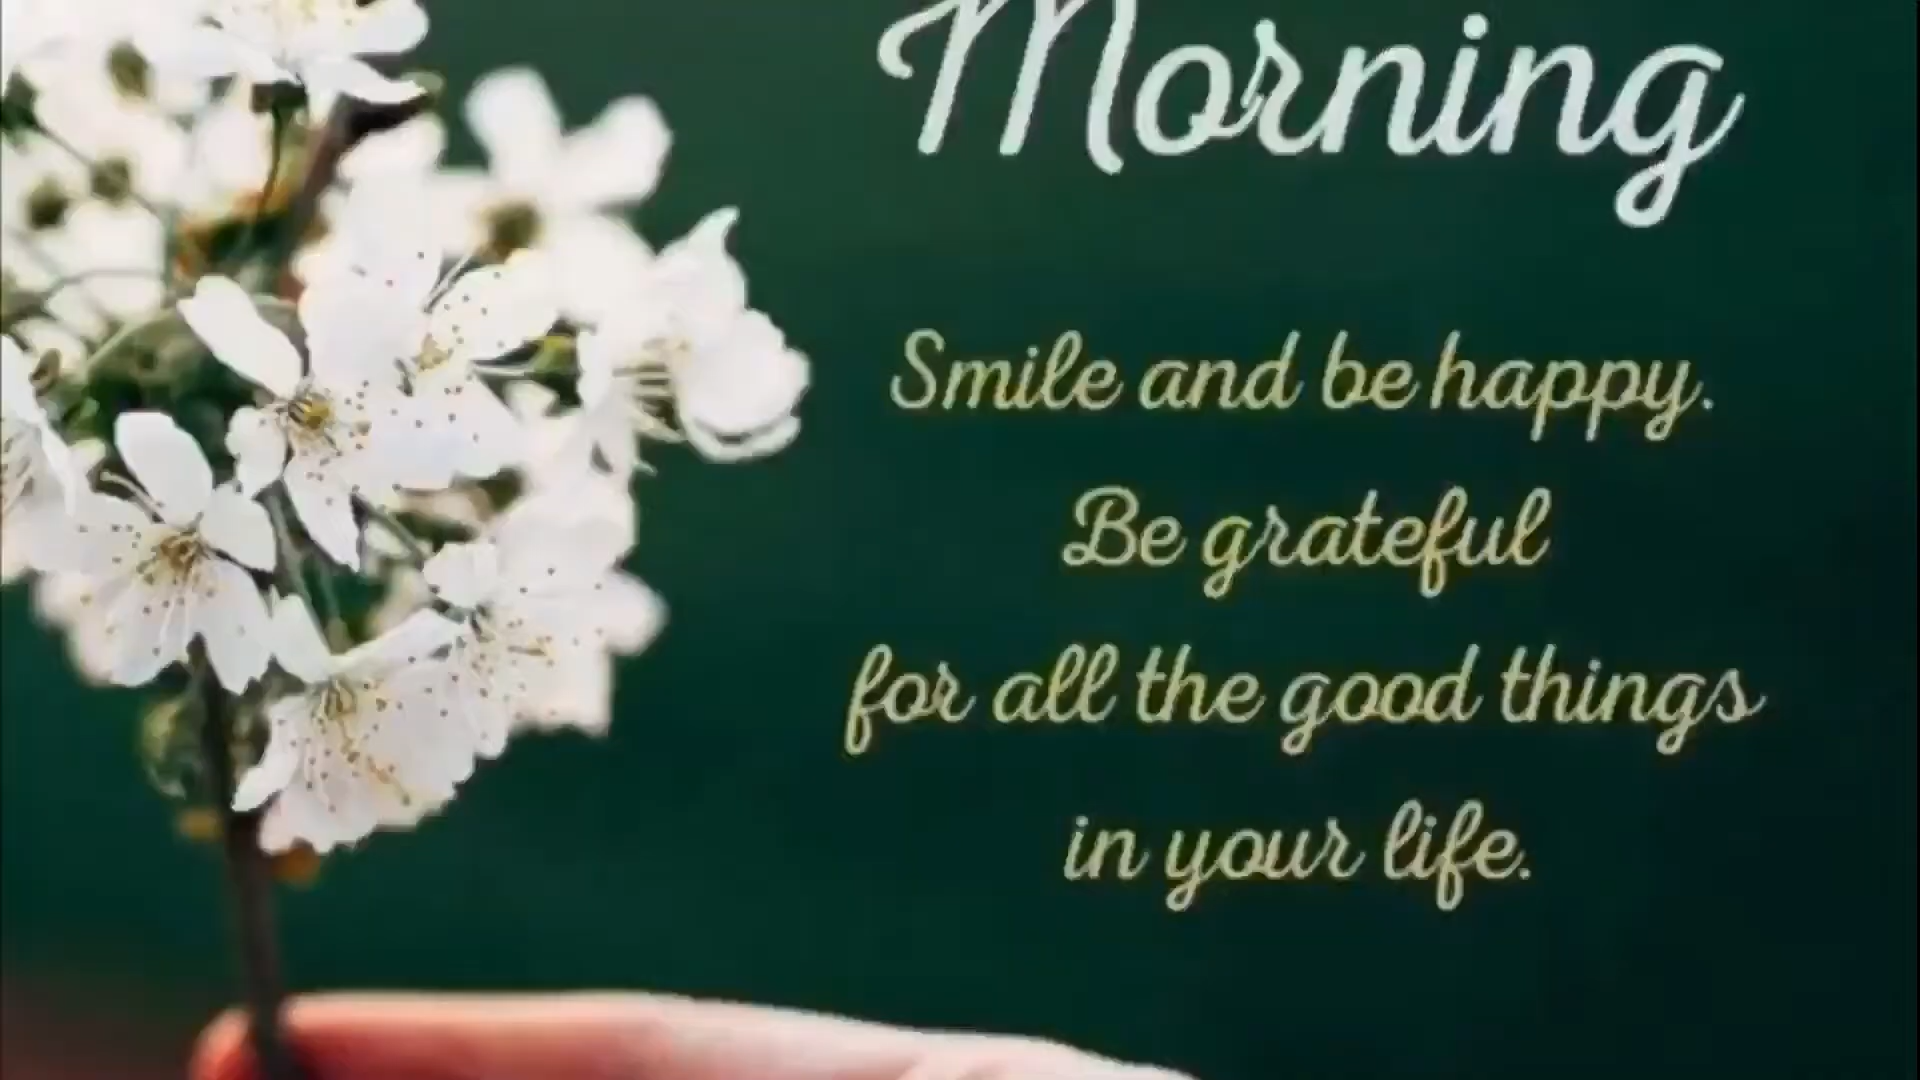 Morning
Smile and be happy.
Be grateful
for all the good things
in your life.